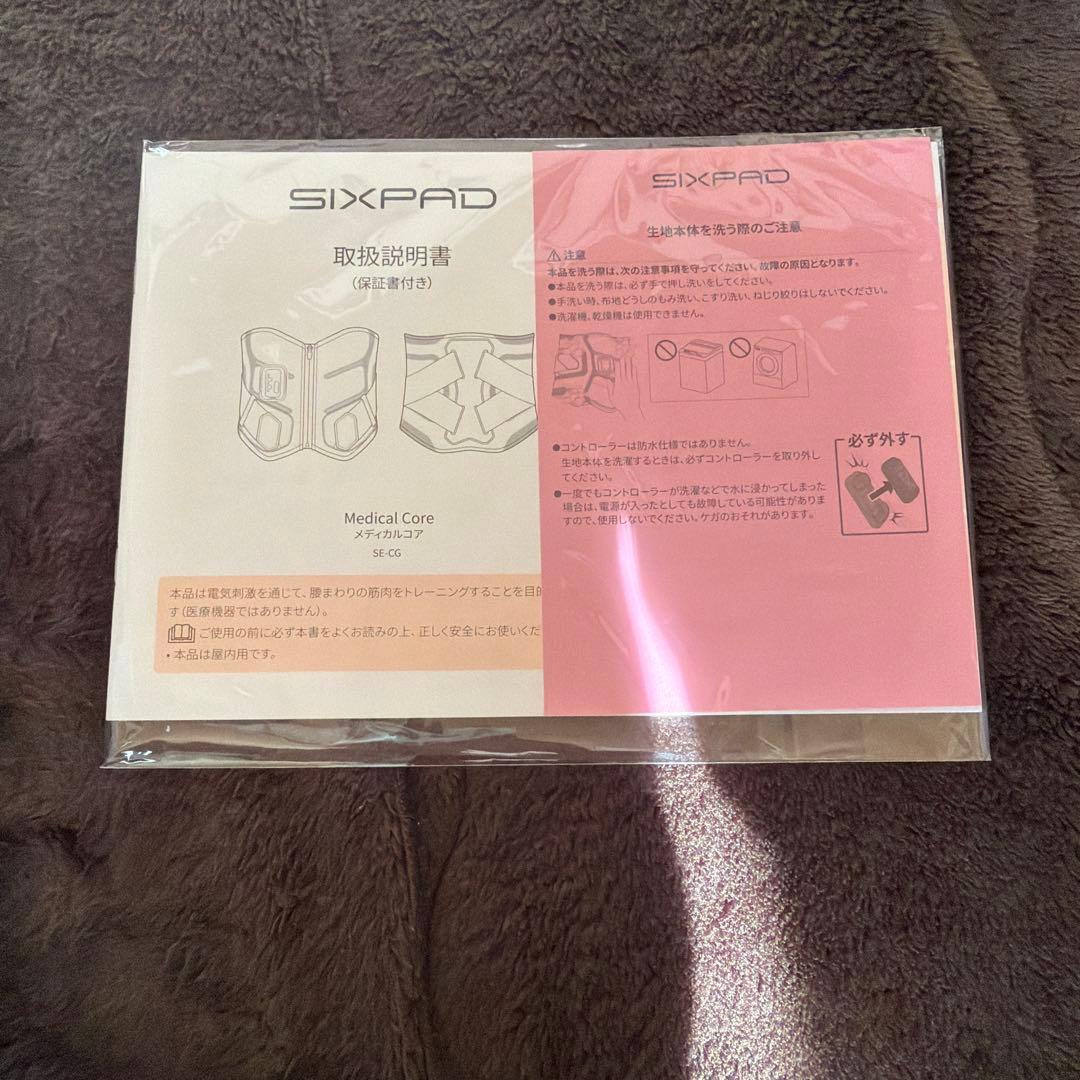 SIXPAD
取扱説明書
(保証書付き)
Medical Core
メディカルコア
SE-CG
本品は電気刺激を通じて、腰まわりの筋肉をトレーニングすることを目的
す(医療機器ではありません)。
ご使用の前に必ず本書をよくお読みの上、正しく安全にお使いくだ
・本品は屋内用です。
SIXPAD
生地本体を洗う際のご注意
⚠注意
本品を洗う際は、次の注意事項を守ってください。故障の原因となります。
●本品を洗う際は、必ず手で押し洗いをしてください。
●手洗い時、布地どうしのもみ洗い、こすり洗い、ねじり絞りはしないでください。
●洗濯機、乾燥機は使用できません。
●コントローラーは防水仕様ではありません。
生地本体を洗濯するときは、必ずコントローラーを取り外し
てください。
●一度でもコントローラーが洗濯などで水に浸かってしまった
場合は、電源が入ったとしても故障している可能性がありま
すので、使用しないでください。ケガのおそれがあります。
必ず外す